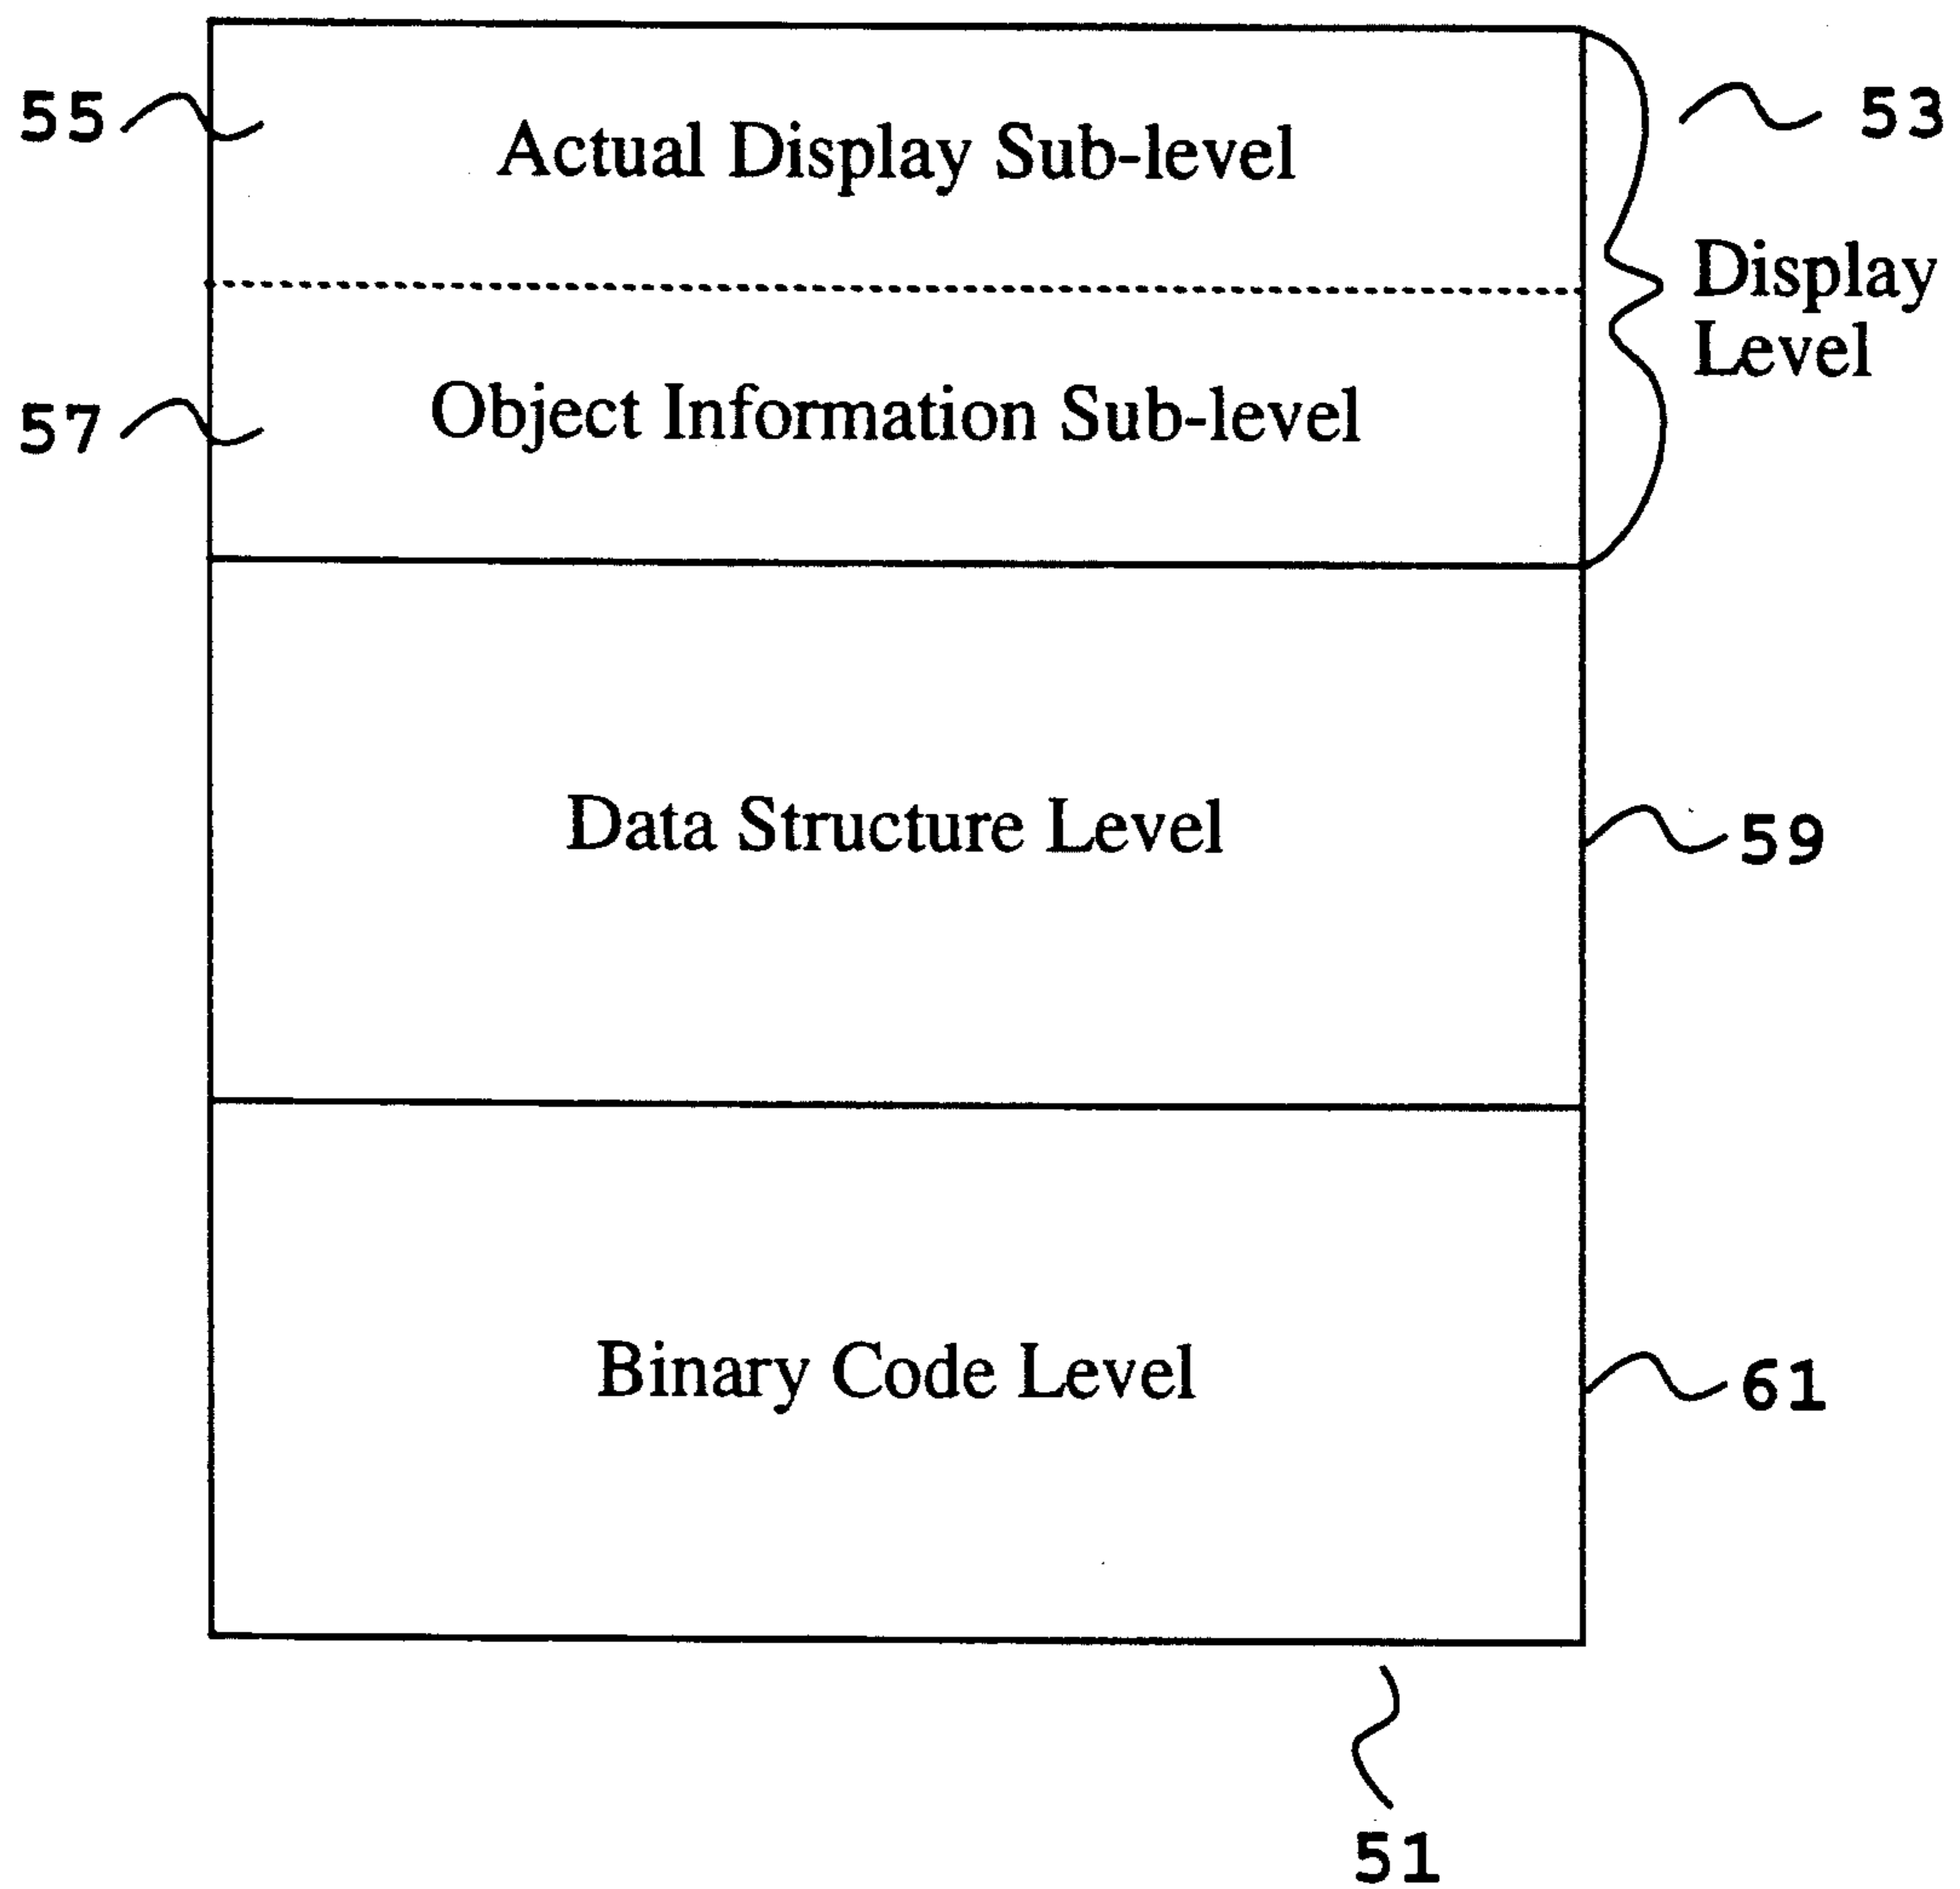 55
Actual Display Sub-level
53
Display
Level
57
Object Information Sub-level
Data Structure Level
59
Binary Code Level
61
51